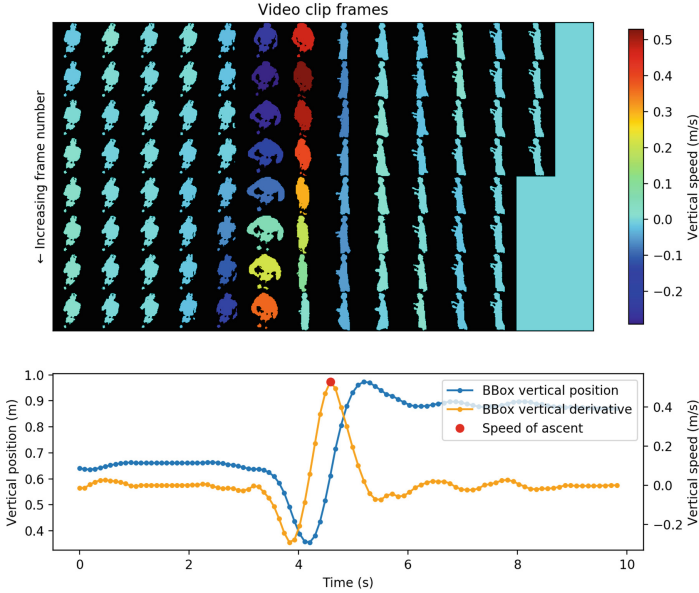 Video clip frames
← Increasing frame number
0.5
0.4
0.3
0.2
0.1
0.0
−0.1
−0.2
Vertical speed (m/s)
1.0
0.9
0.8
0.7
0.6
0.5
0.4
Vertical position (m)
BBox vertical position
BBox vertical derivative
Speed of ascent
0.4
0.2
0.0
−0.2
Vertical speed (m/s)
0 2 4 6 8 10
Time (s)